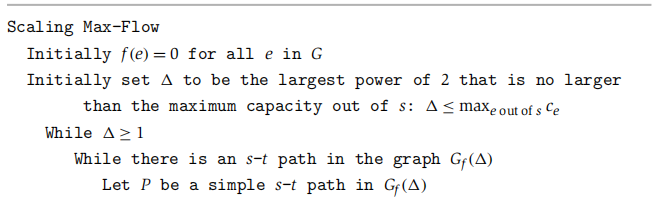 Scaling Max-Flow
Initially f(e) = 0 for all e in G
Initially set Δ to be the largest power of 2 that is no larger
than the maximum capacity out of s: Δ ≤ max_{e out of s} c_e
While Δ ≥ 1
While there is an s-t path in the graph G_f(Δ)
Let P be a simple s-t path in G_f(Δ)